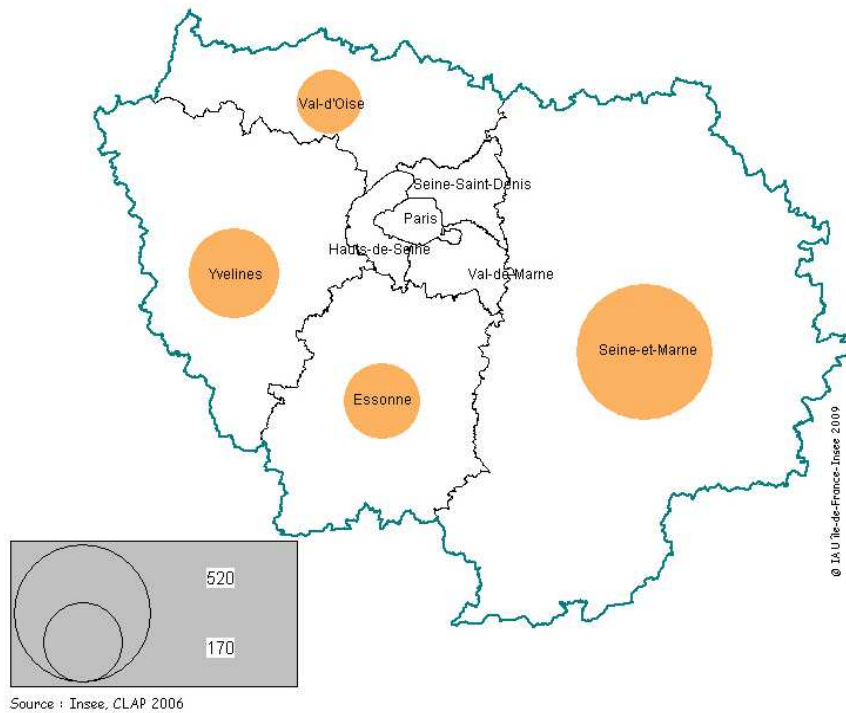 Val-d'Oise
Seine-Saint-Denis
Paris
Hauts-de-Seine
Yvelines
Val-de-Marne
Seine-et-Marne
Essonne
520
170
© IAU Île-de-France-Insee 2009
Source : Insee, CLAP 2006